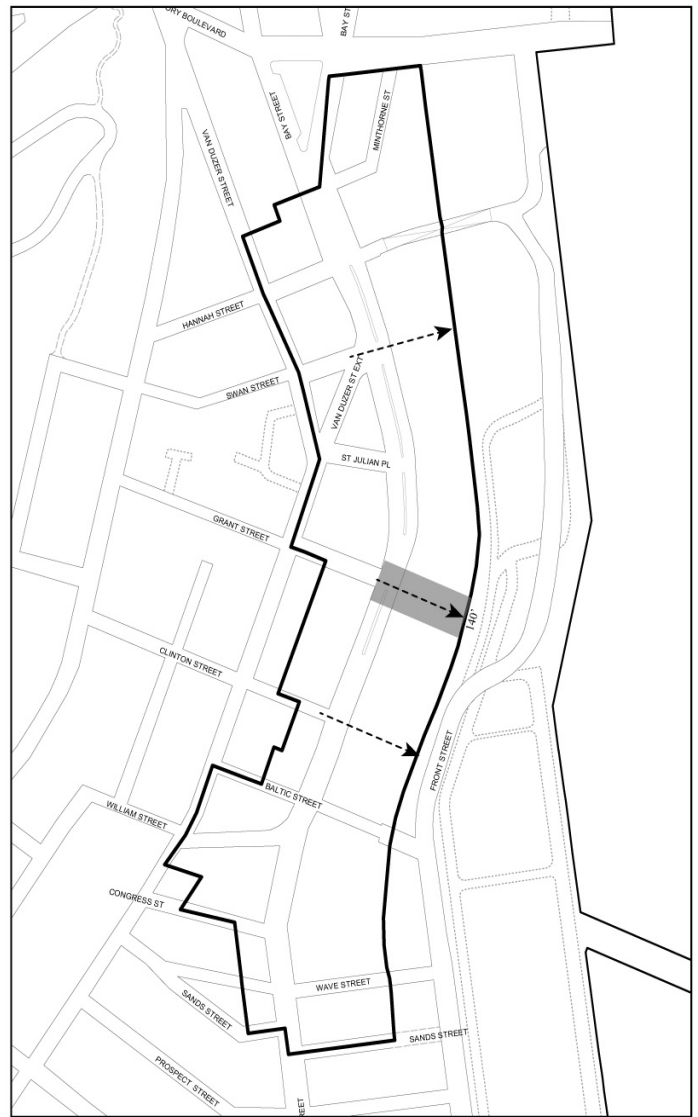 ORY BOULEVARD
BAY ST
BAY STREET
MINTHORNE ST
VAN DUZER STREET
HANNAH STREET
SWAN STREET
VAN DUZER ST EXT
ST JULIAN PL
GRANT STREET
140'
CLINTON STREET
FRONT STREET
BALTIC STREET
WILLIAM STREET
CONGRESS ST
WAVE STREET
SANDS STREET
SANDS STREET
PROSPECT STREET
REET